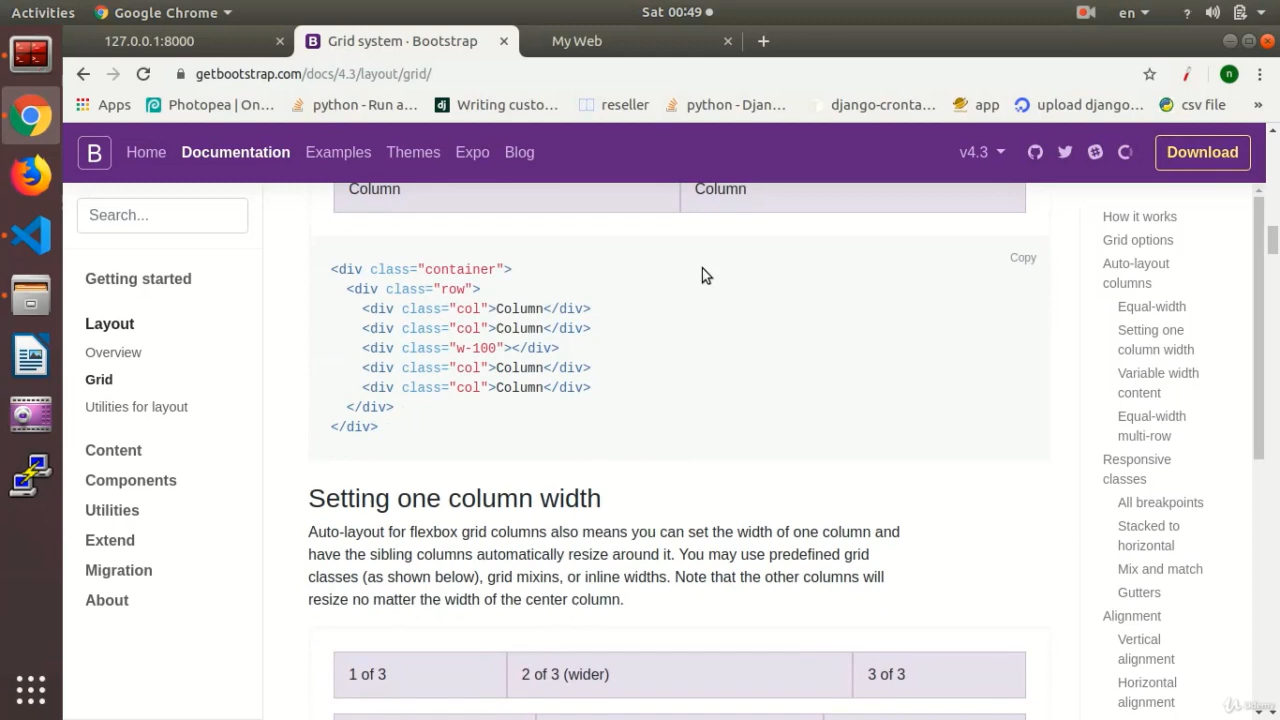 Activities
Google Chrome
Sat 00:49
en
127.0.0.1:8000
Grid system · Bootstrap
My Web
getbootstrap.com/docs/4.3/layout/grid/
n
Apps
Photopea | On...
python - Run a...
Writing custo...
reseller
python - Djan...
django-cronta...
app
upload django...
csv file
»
B
Home
Documentation
Examples
Themes
Expo
Blog
v4.3
Download
Search...
Getting started
Layout
Overview
Grid
Utilities for layout
Content
Components
Utilities
Extend
Migration
About
Column
Column
Copy
<div class="container">
<div class="row">
<div class="col">Column</div>
<div class="col">Column</div>
<div class="w-100"></div>
<div class="col">Column</div>
<div class="col">Column</div>
</div>
</div>
Setting one column width
Auto-layout for flexbox grid columns also means you can set the width of one column and
have the sibling columns automatically resize around it. You may use predefined grid
classes (as shown below), grid mixins, or inline widths. Note that the other columns will
resize no matter the width of the center column.
1 of 3
2 of 3 (wider)
3 of 3
How it works
Grid options
Auto-layout
columns
Equal-width
Setting one
column width
Variable width
content
Equal-width
multi-row
Responsive
classes
All breakpoints
Stacked to
horizontal
Mix and match
Gutters
Alignment
Vertical
alignment
Horizontal
alignment
Udemy